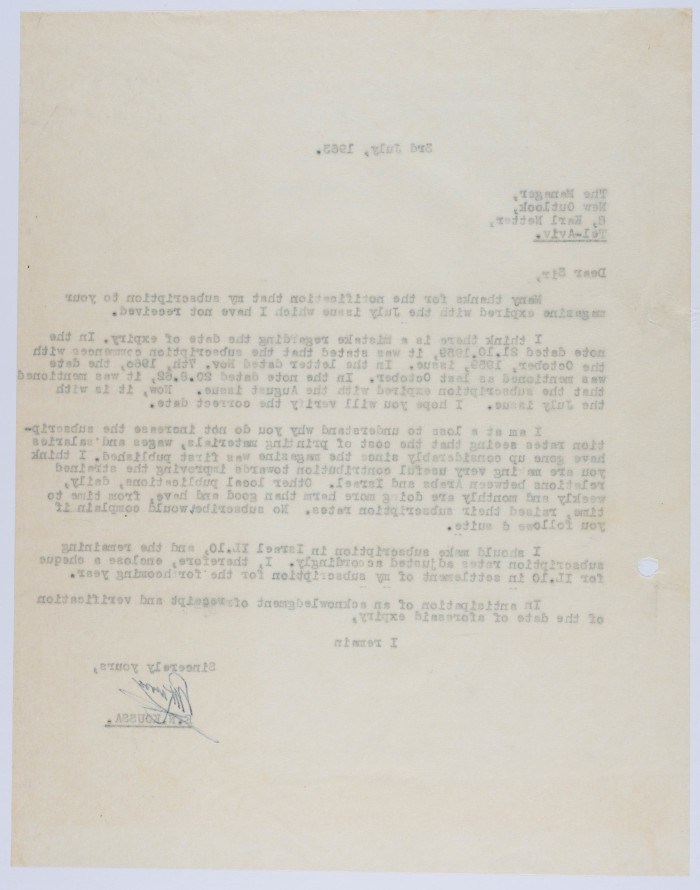 3rd July, 1963.
The Manager,
New Outlook,
8, Karl Netter,
Tel-Aviv.
Dear Sir,
Many thanks for the notification that my subscription to your
magazine expired with the July issue which I have not received.
I think there is a mistake regarding the date of expiry. In the
note dated 21.10.1959, it was stated that the subscription commences with
the October, 1959, issue. In the letter dated Nov. 7th, 1960, the date
was mentioned as last October. In the note dated 20.8.62, it was mentioned
that the subscription expired with the August issue. Now, it is with
the July issue. I hope you will verify the correct date.
I am at a loss to understand why you do not increase the subscrip-
tion rates seeing that the cost of printing materials, wages and salaries
have gone up considerably since the magazine was first published. I think
you are making very useful contribution towards improving the strained
relations between Arabs and Israel. Other local publications, daily,
weekly and monthly are doing more harm than good and have, from time to
time, raised their subscription rates. No subscriber would complain if
you follow suite.
I should make subscription in Israel IL.10, and the remaining
subscription rates adjusted accordingly. I, therefore, enclose a cheque
for IL.10 in settlement of my subscription for the forthcoming year.
In anticipation of an acknowledgment of receipt and verification
of the date of aforesaid expiry,
I remain
Sincerely yours,
KOUSSA.